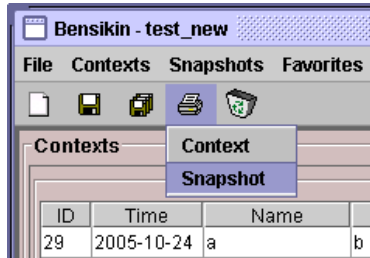 Bensikin - test_new
File Contexts Snapshots Favorites
Contexts
Context
Snapshot
ID Time Name
29 2005-10-24 a b